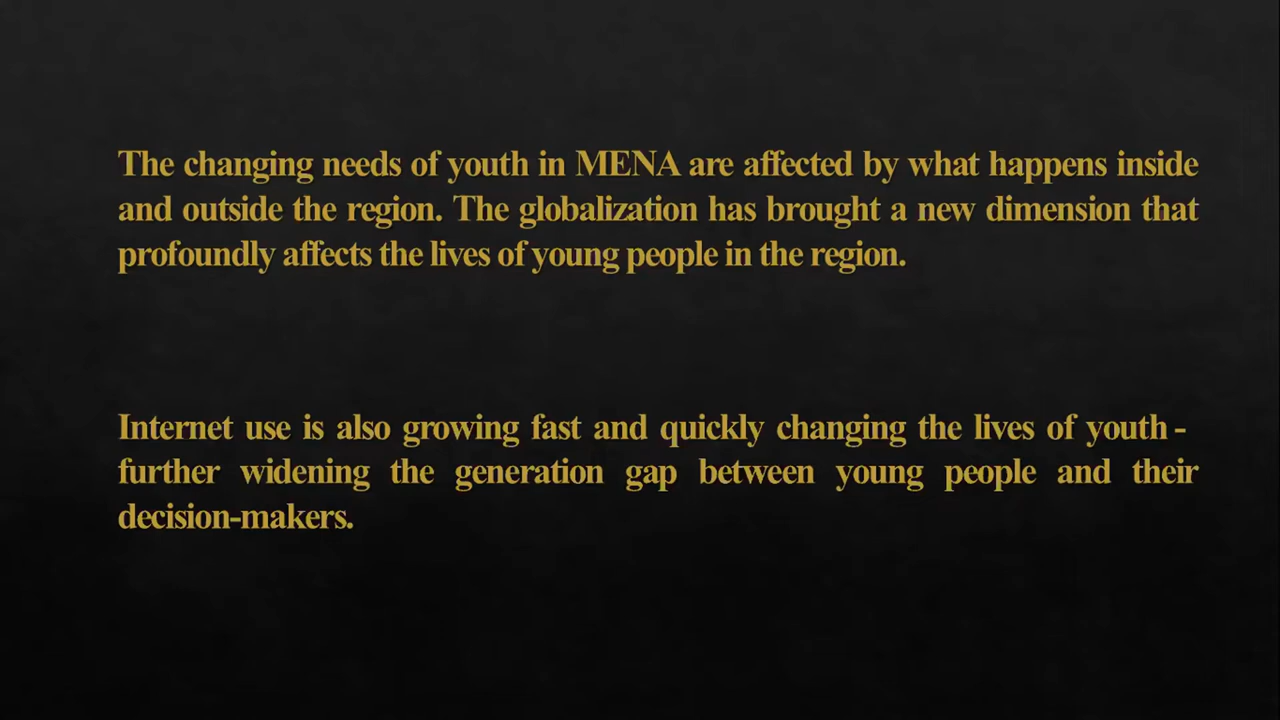 The changing needs of youth in MENA are affected by what happens inside
and outside the region. The globalization has brought a new dimension that
profoundly affects the lives of young people in the region.
Internet use is also growing fast and quickly changing the lives of youth -
further widening the generation gap between young people and their
decision-makers.